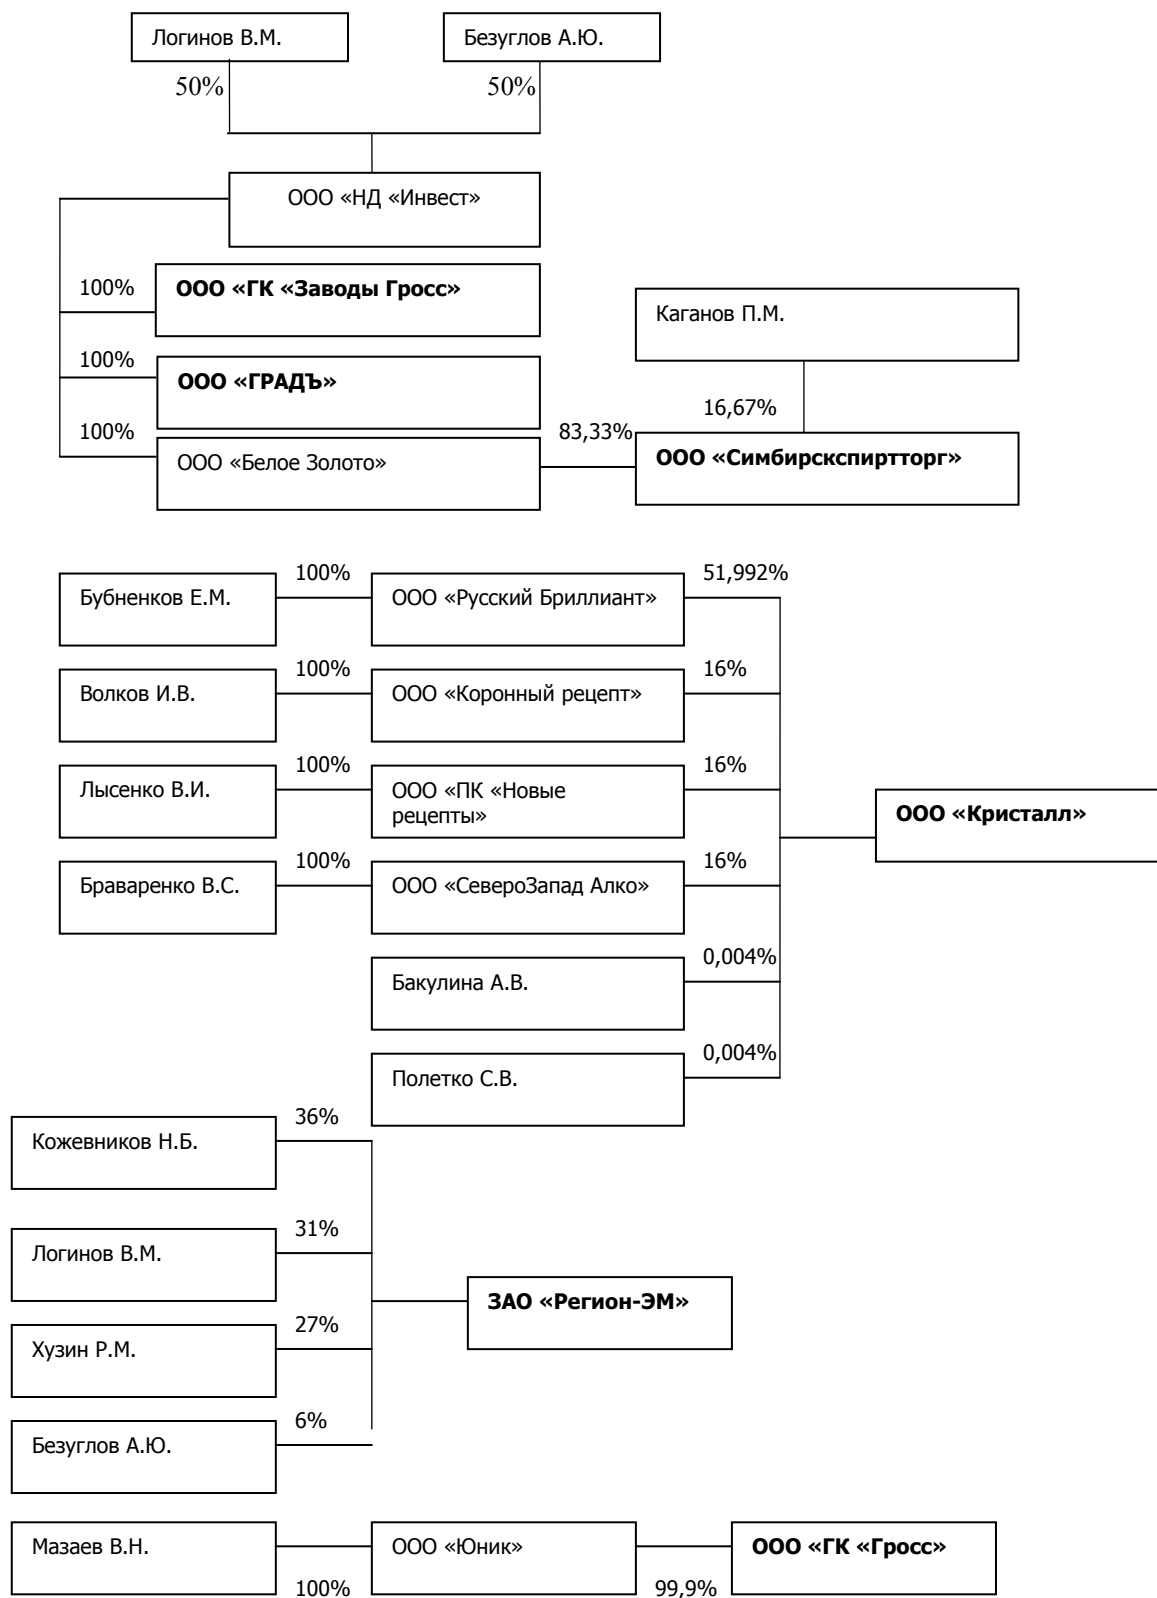 Логинов В.М.
Безуглов А.Ю.
50%
50%
ООО «НД «Инвест»
100%
ООО «ГК «Заводы Гросс»
Каганов П.М.
100%
ООО «ГРАДЪ»
16,67%
100%
83,33%
ООО «Белое Золото»
ООО «Симбирскспиртторг»
Бубненков Е.М.
100%
ООО «Русский Бриллиант»
51,992%
Волков И.В.
100%
ООО «Коронный рецепт»
16%
Лысенко В.И.
100%
ООО «ПК «Новые
рецепты»
16%
ООО «Кристалл»
Браваренко В.С.
100%
ООО «СевероЗапад Алко»
16%
Бакулина А.В.
0,004%
Полетко С.В.
0,004%
Кожевников Н.Б.
36%
Логинов В.М.
31%
ЗАО «Регион-ЭМ»
Хузин Р.М.
27%
Безуглов А.Ю.
6%
Мазаев В.Н.
ООО «Юник»
ООО «ГК «Гросс»
100%
99,9%